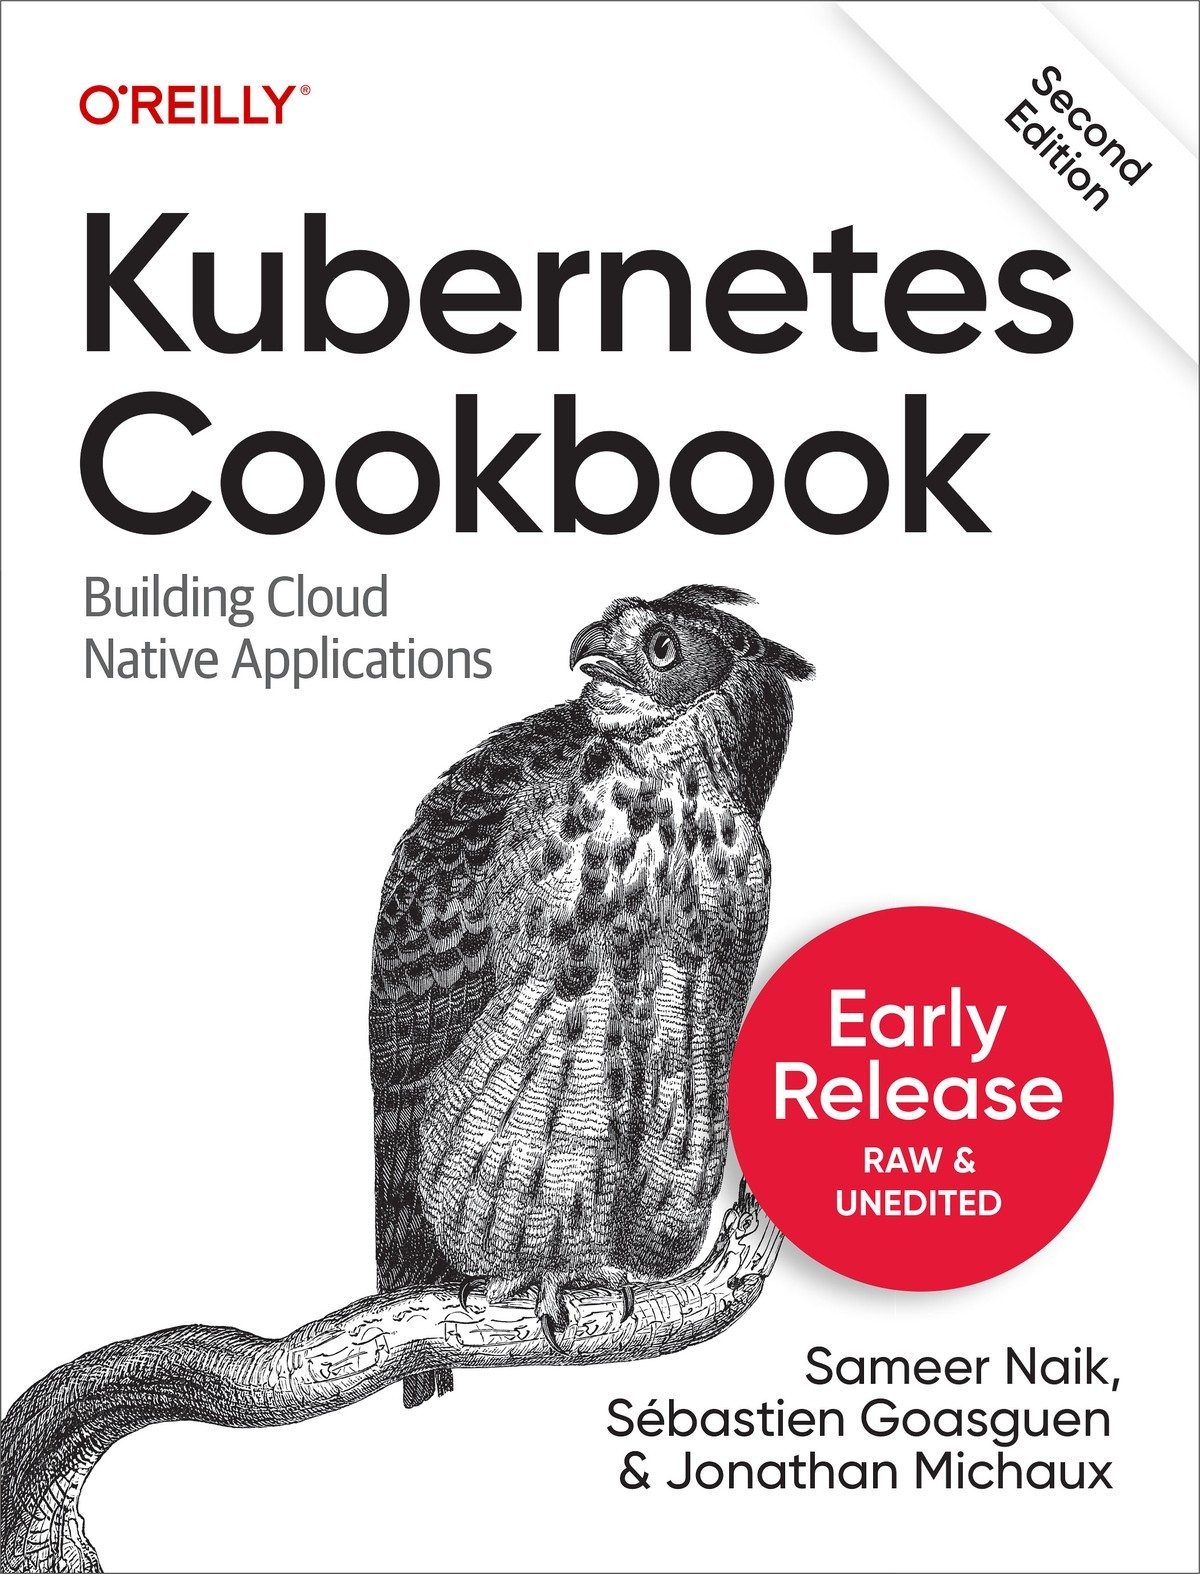 O'REILLY®
Second
Edition
Kubernetes
Cookbook
Building Cloud
Native Applications
Early
Release
RAW &
UNEDITED
Sameer Naik,
Sébastien Goasguen
& Jonathan Michaux